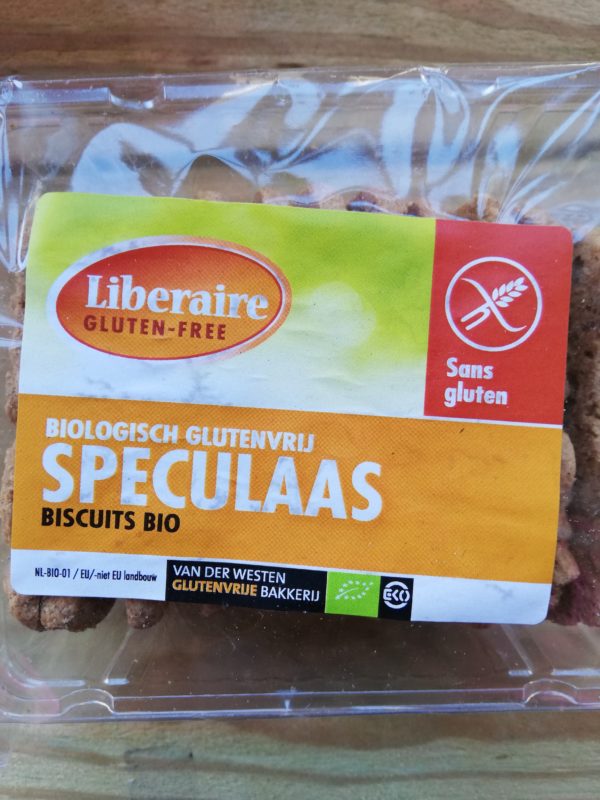 Liberaire
GLUTEN-FREE
Sans
gluten
BIOLOGISCH GLUTENVRIJ
SPECULAAS
BISCUITS BIO
NL-BIO-01 / EU/-niet EU landbouw
VAN DER WESTEN
GLUTENVRIJE BAKKERIJ
EKO